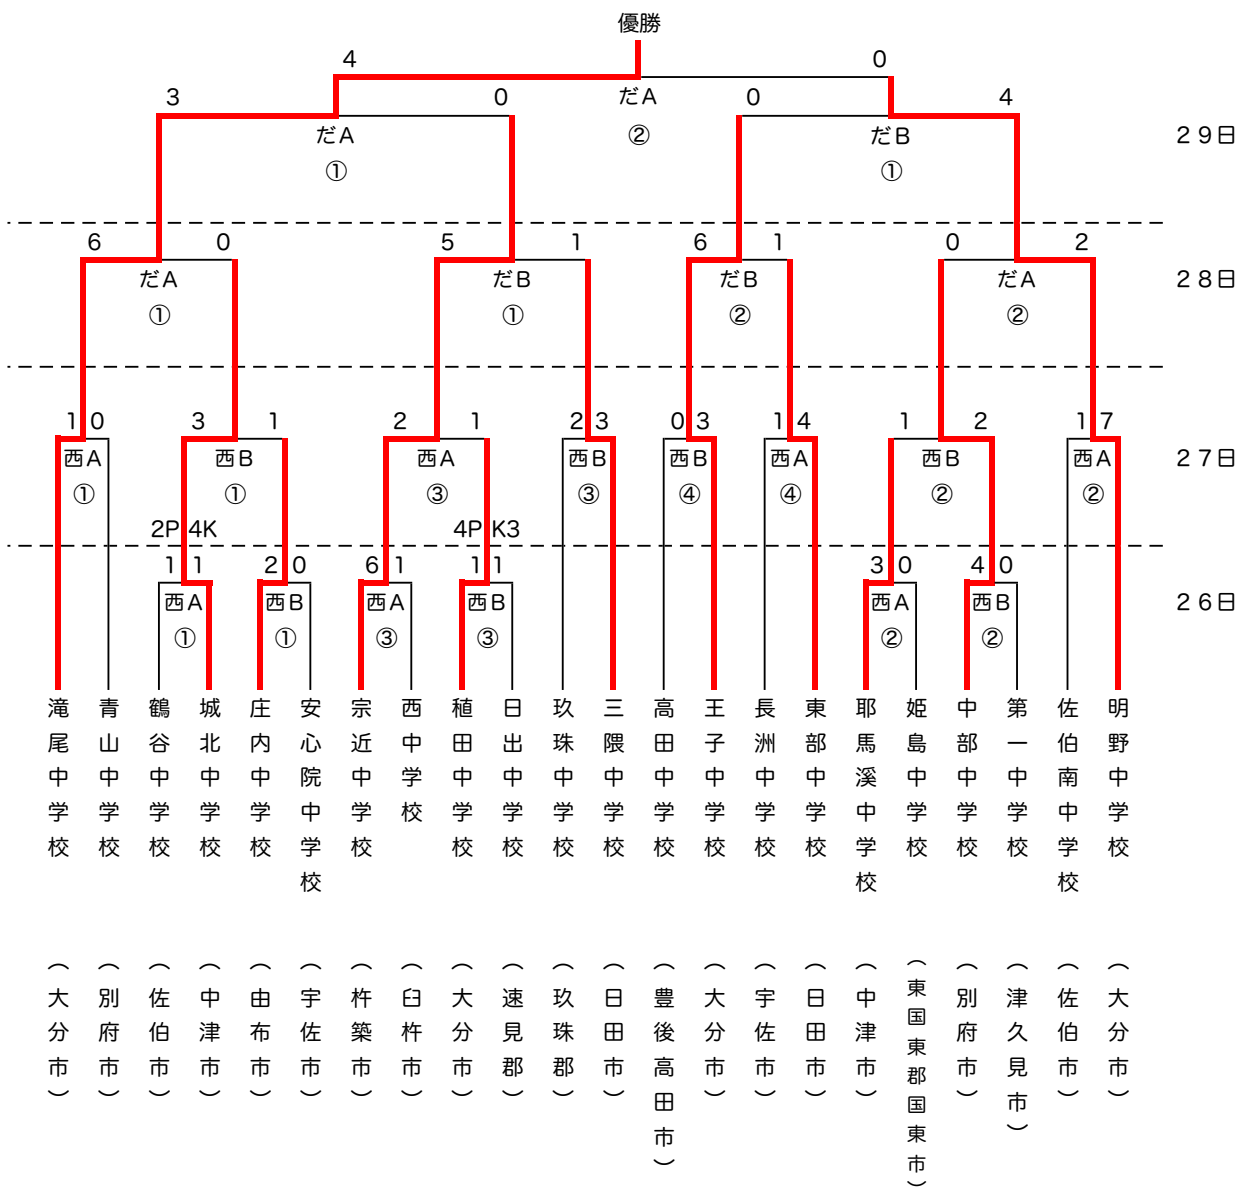 優勝
4 0
3 0 だA 0 4
だA ② だB 29日
① ①
6 0 5 1 6 1 0 2
だA だB だB だA 28日
① ① ② ②
1 0 3 1 2 1 2 3 0 3 1 4 1 2 1 7
西A 西B 西A 西B 西B 西A 西B 西A 27日
① ① ③ ③ ④ ④ ② ②
2P 4K 4P K3
1 1 2 0 6 1 1 1 3 0 4 0
西A 西B 西A 西B 西A 西B 26日
① ① ③ ③ ② ②
滝尾中学校
青山中学校
鶴谷中学校
城北中学校
庄内中学校
安心院中学校
宗近中学校
西中学校
稙田中学校
日出中学校
玖珠中学校
三隈中学校
高田中学校
王子中学校
長洲中学校
東部中学校
耶馬溪中学校
姫島中学校
中部中学校
第一中学校
佐伯南中学校
明野中学校
（大分市）
（別府市）
（佐伯市）
（中津市）
（由布市）
（宇佐市）
（杵築市）
（臼杵市）
（大分市）
（速見郡）
（玖珠郡）
（日田市）
（豊後高田市）
（大分市）
（宇佐市）
（日田市）
（中津市）
（東国東郡国東市）
（別府市）
（津久見市）
（佐伯市）
（大分市）